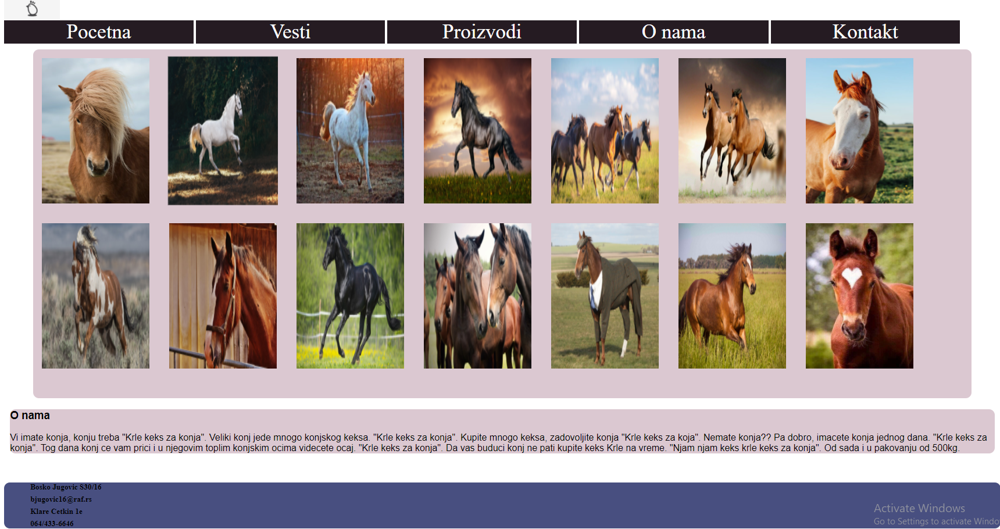 Pocetna Vesti Proizvodi O nama Kontakt
O nama
Vi imate konja, konju treba "Krle keks za konja". Veliki konj jede mnogo konjskog keksa. "Krle keks za konja". Kupite mnogo keksa, zadovoljite konja "Krle keks za koja". Nemate konja?? Pa dobro, imacete konja jednog dana. "Krle keks za
konja". Tog dana konj ce vam prici i u njegovim toplim konjskim ocima videcete ocaj. "Krle keks za konja". Da vas buduci konj ne pati kupite keks Krle na vreme. "Njam njam keks krle keks za konja". Od sada i u pakovanju od 500kg.
Bosko Jugovic S30/16
bjugovic16@raf.rs
Klare Cetkin 1e
064/433-6646
Activate Windows
Go to Settings to activate Windo